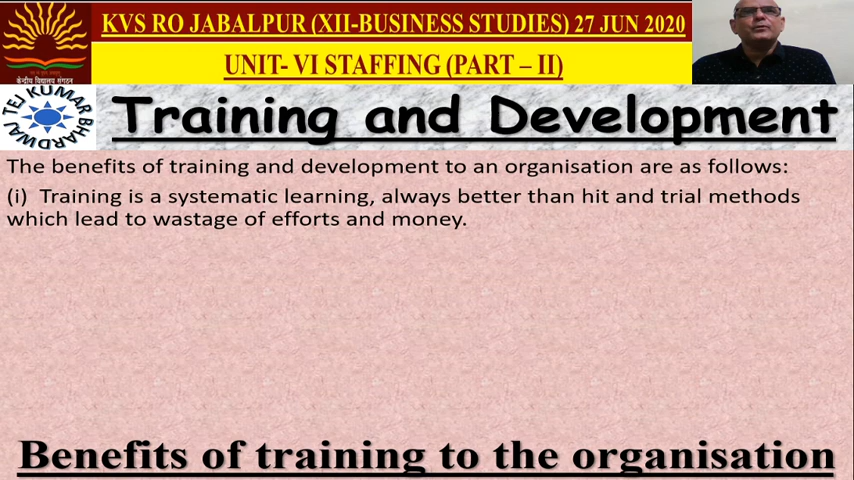 KVS RO JABALPUR (XII-BUSINESS STUDIES) 27 JUN 2020
UNIT- VI STAFFING (PART – II)
केन्द्रीय विद्यालय संगठन
TEJ KUMAR BHARDWAJ
Training and Development
The benefits of training and development to an organisation are as follows:
(i) Training is a systematic learning, always better than hit and trial methods
which lead to wastage of efforts and money.
Benefits of training to the organisation